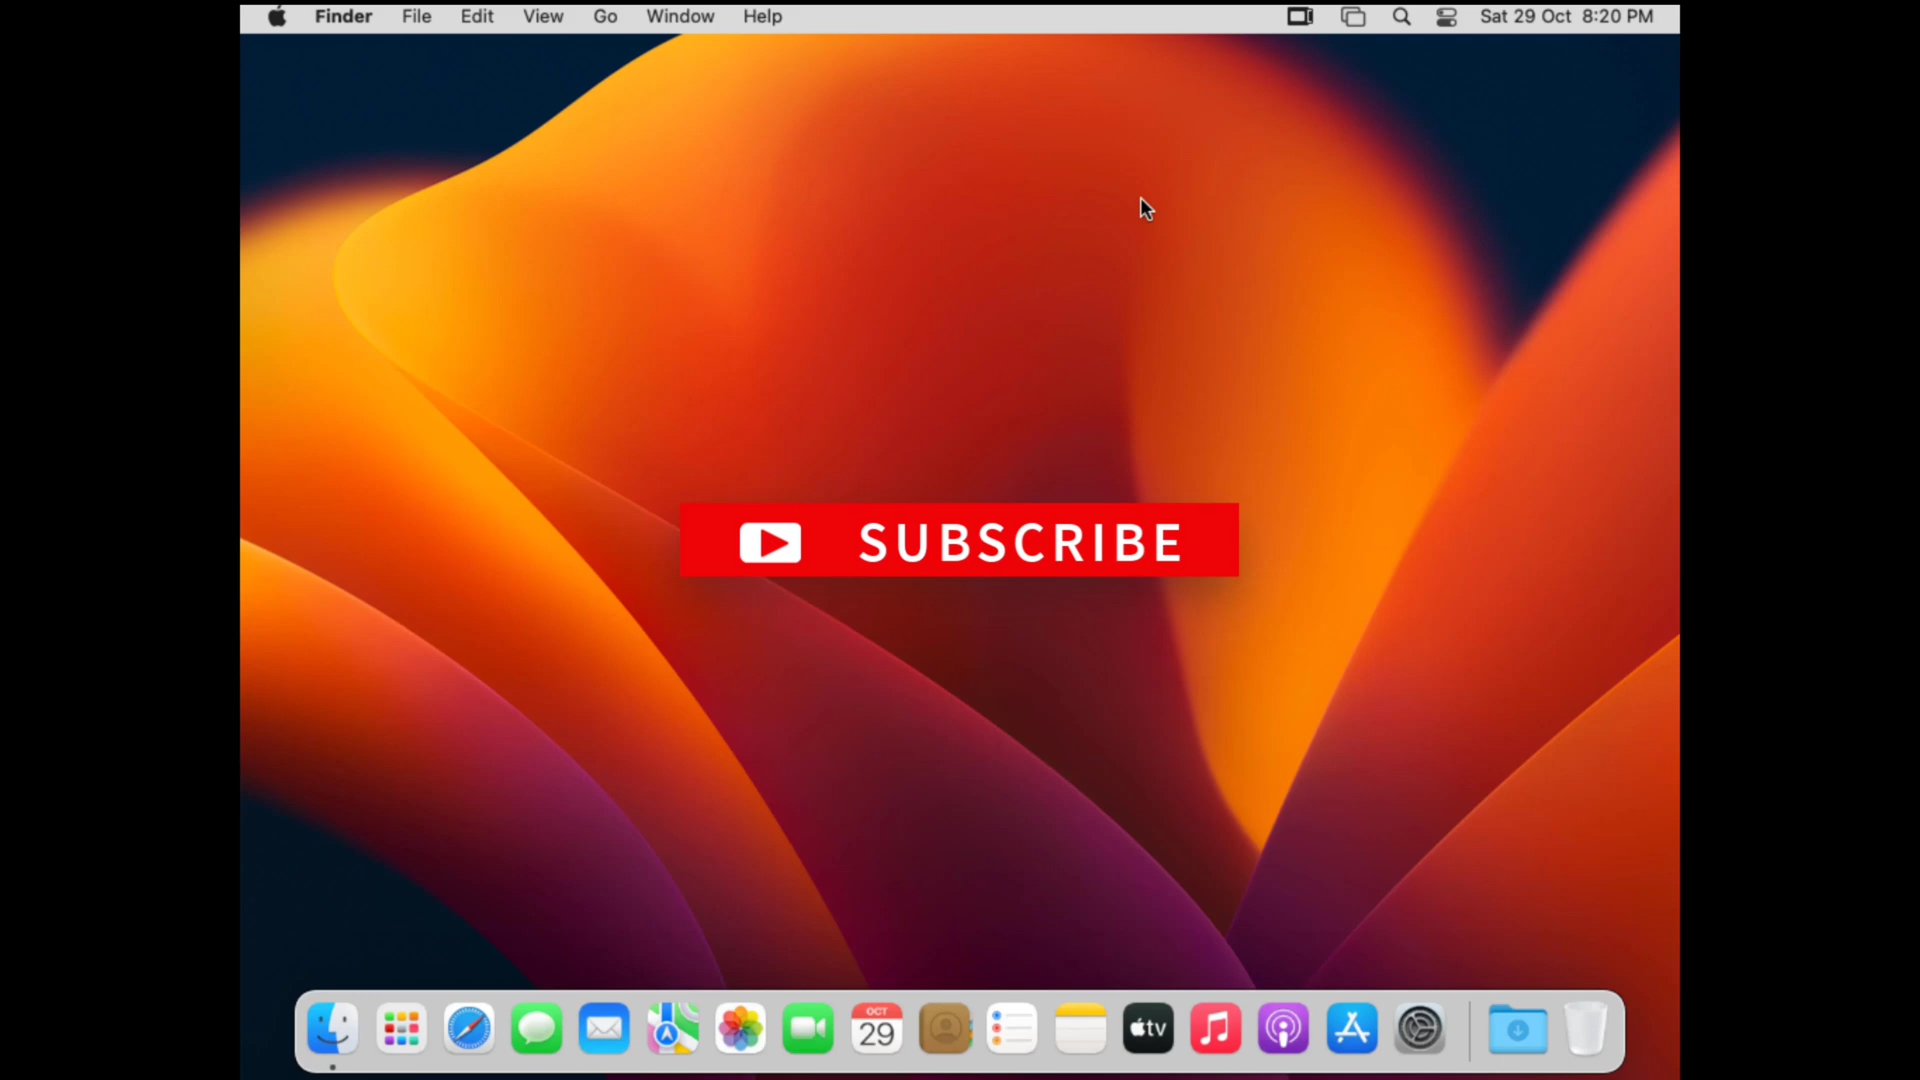 Finder File Edit View Go Window Help Sat 29 Oct 8:20 PM
SUBSCRIBE
OCT
29
tv